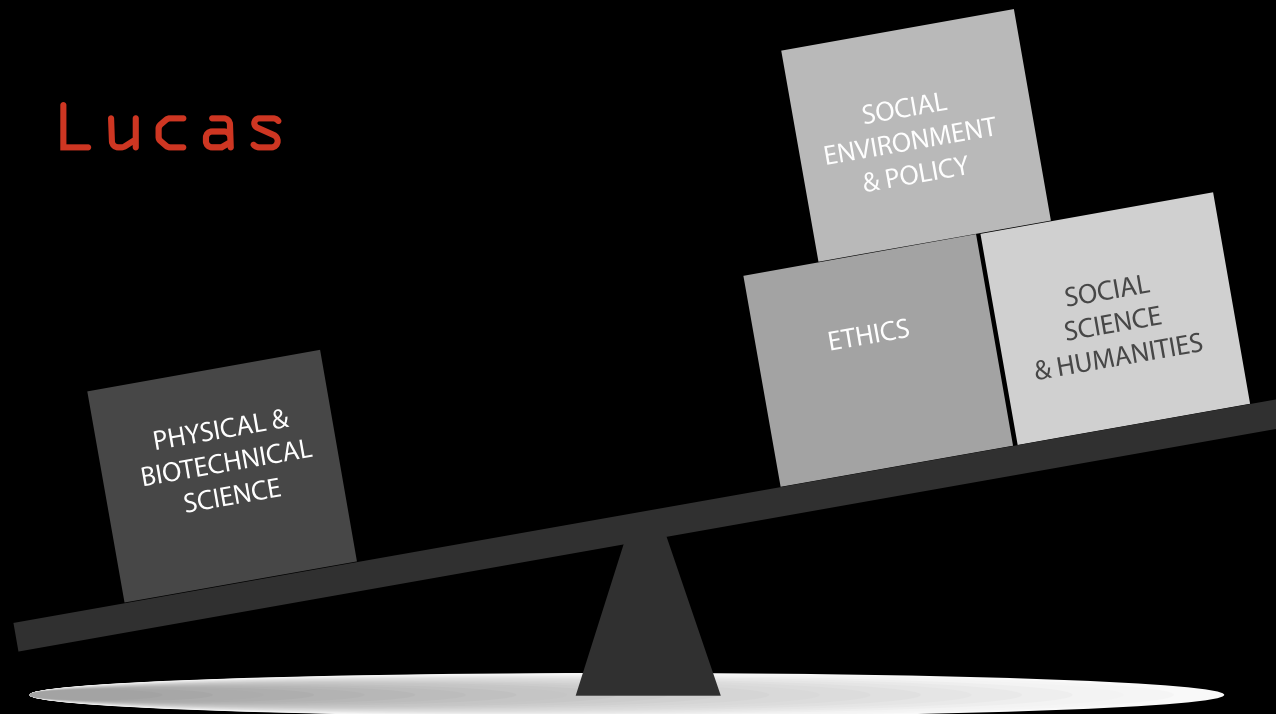 Lucas
SOCIAL
ENVIRONMENT
& POLICY
ETHICS
SOCIAL
SCIENCE
& HUMANITIES
PHYSICAL &
BIOTECHNICAL
SCIENCE